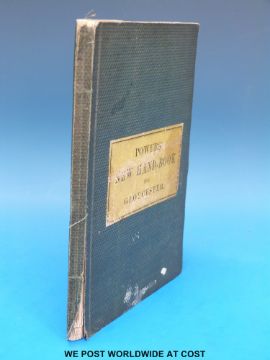 POWER'S
NEW HAND-BOOK
GLOUCESTER.
WE POST WORLDWIDE AT COST